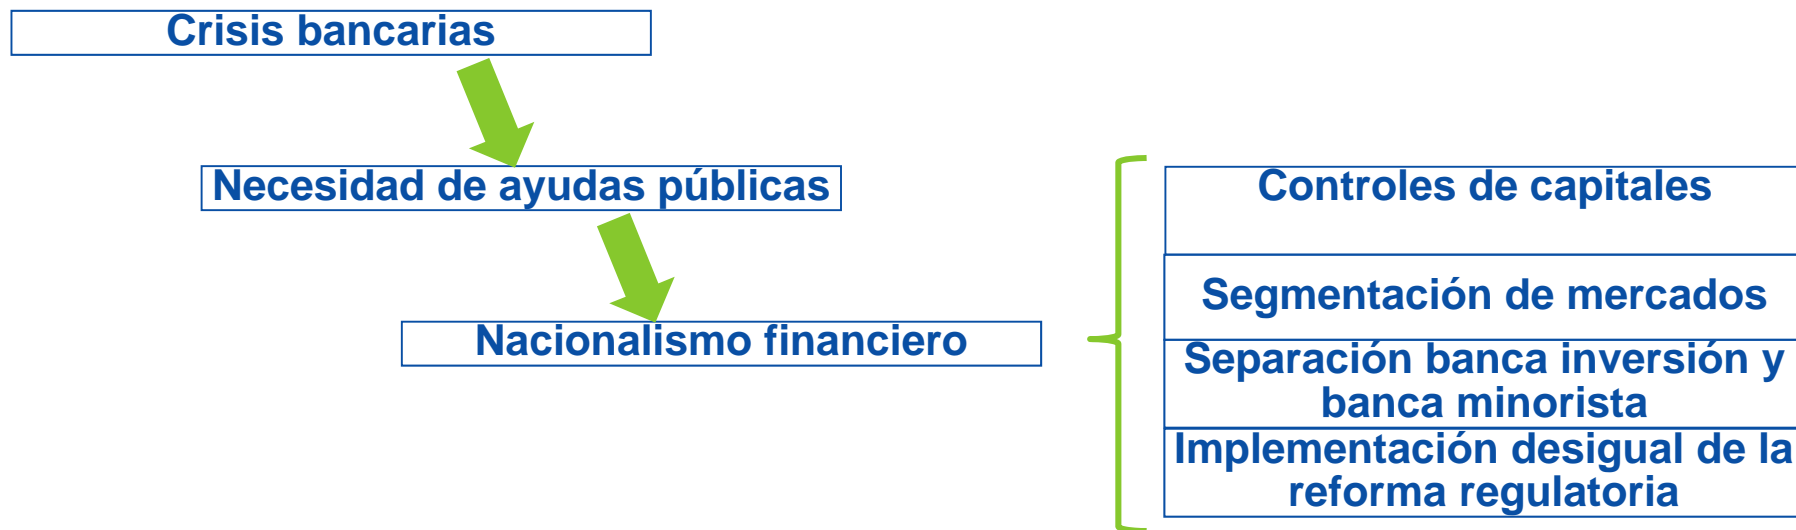 Crisis bancarias
Necesidad de ayudas públicas
Nacionalismo financiero
Controles de capitales
Segmentación de mercados
Separación banca inversión y
banca minorista
Implementación desigual de la
reforma regulatoria